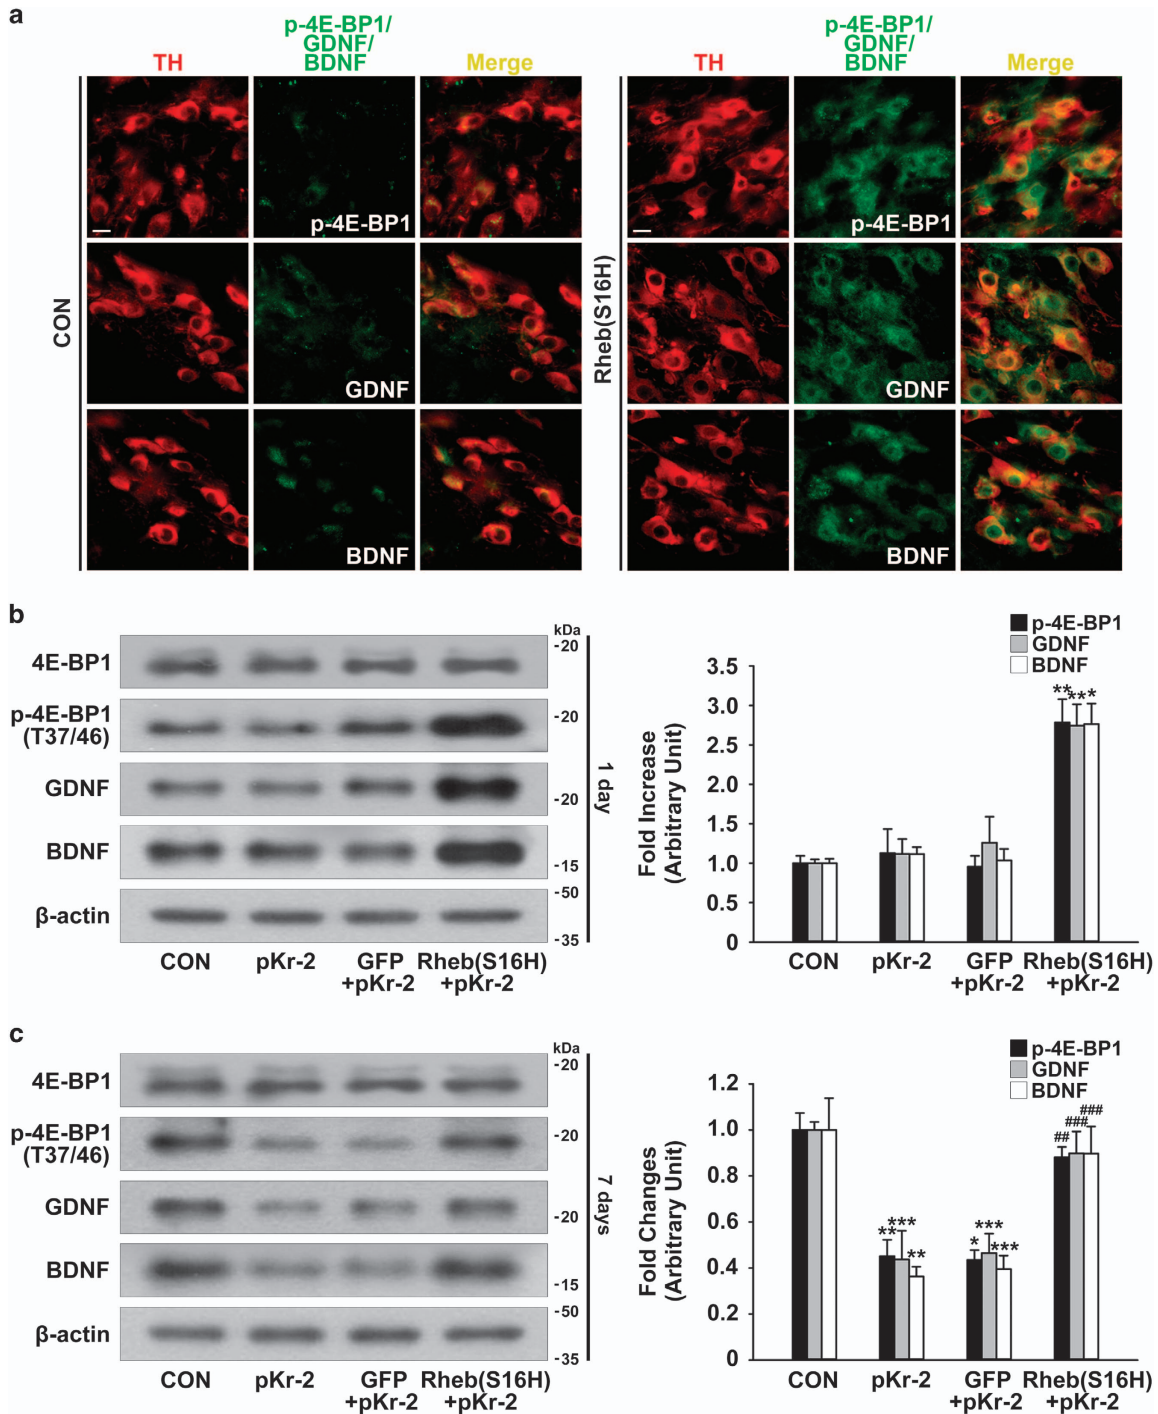 a
p-4E-BP1/
GDNF/
BDNF
TH
Merge
p-4E-BP1/
GDNF/
BDNF
TH
Merge
CON
p-4E-BP1
GDNF
BDNF
Rheb(S16H)
p-4E-BP1
GDNF
BDNF
b
kDa
4E-BP1
-20
p-4E-BP1
(T37/46)
-20
GDNF
-20
BDNF
-15
β-actin
-50
-35
1 day
CON
pKr-2
GFP
+pKr-2
Rheb(S16H)
+pKr-2
p-4E-BP1
GDNF
BDNF
Fold Increase
(Arbitrary Unit)
3.5
3.0
2.5
2.0
1.5
1.0
0.5
0
** ** *
CON
pKr-2
GFP
+pKr-2
Rheb(S16H)
+pKr-2
c
kDa
4E-BP1
-20
p-4E-BP1
(T37/46)
-20
GDNF
-20
BDNF
-15
β-actin
-50
-35
7 days
CON
pKr-2
GFP
+pKr-2
Rheb(S16H)
+pKr-2
p-4E-BP1
GDNF
BDNF
Fold Changes
(Arbitrary Unit)
1.2
1.0
0.8
0.6
0.4
0.2
0
** *** **
* *** ***
## ### ###
CON
pKr-2
GFP
+pKr-2
Rheb(S16H)
+pKr-2